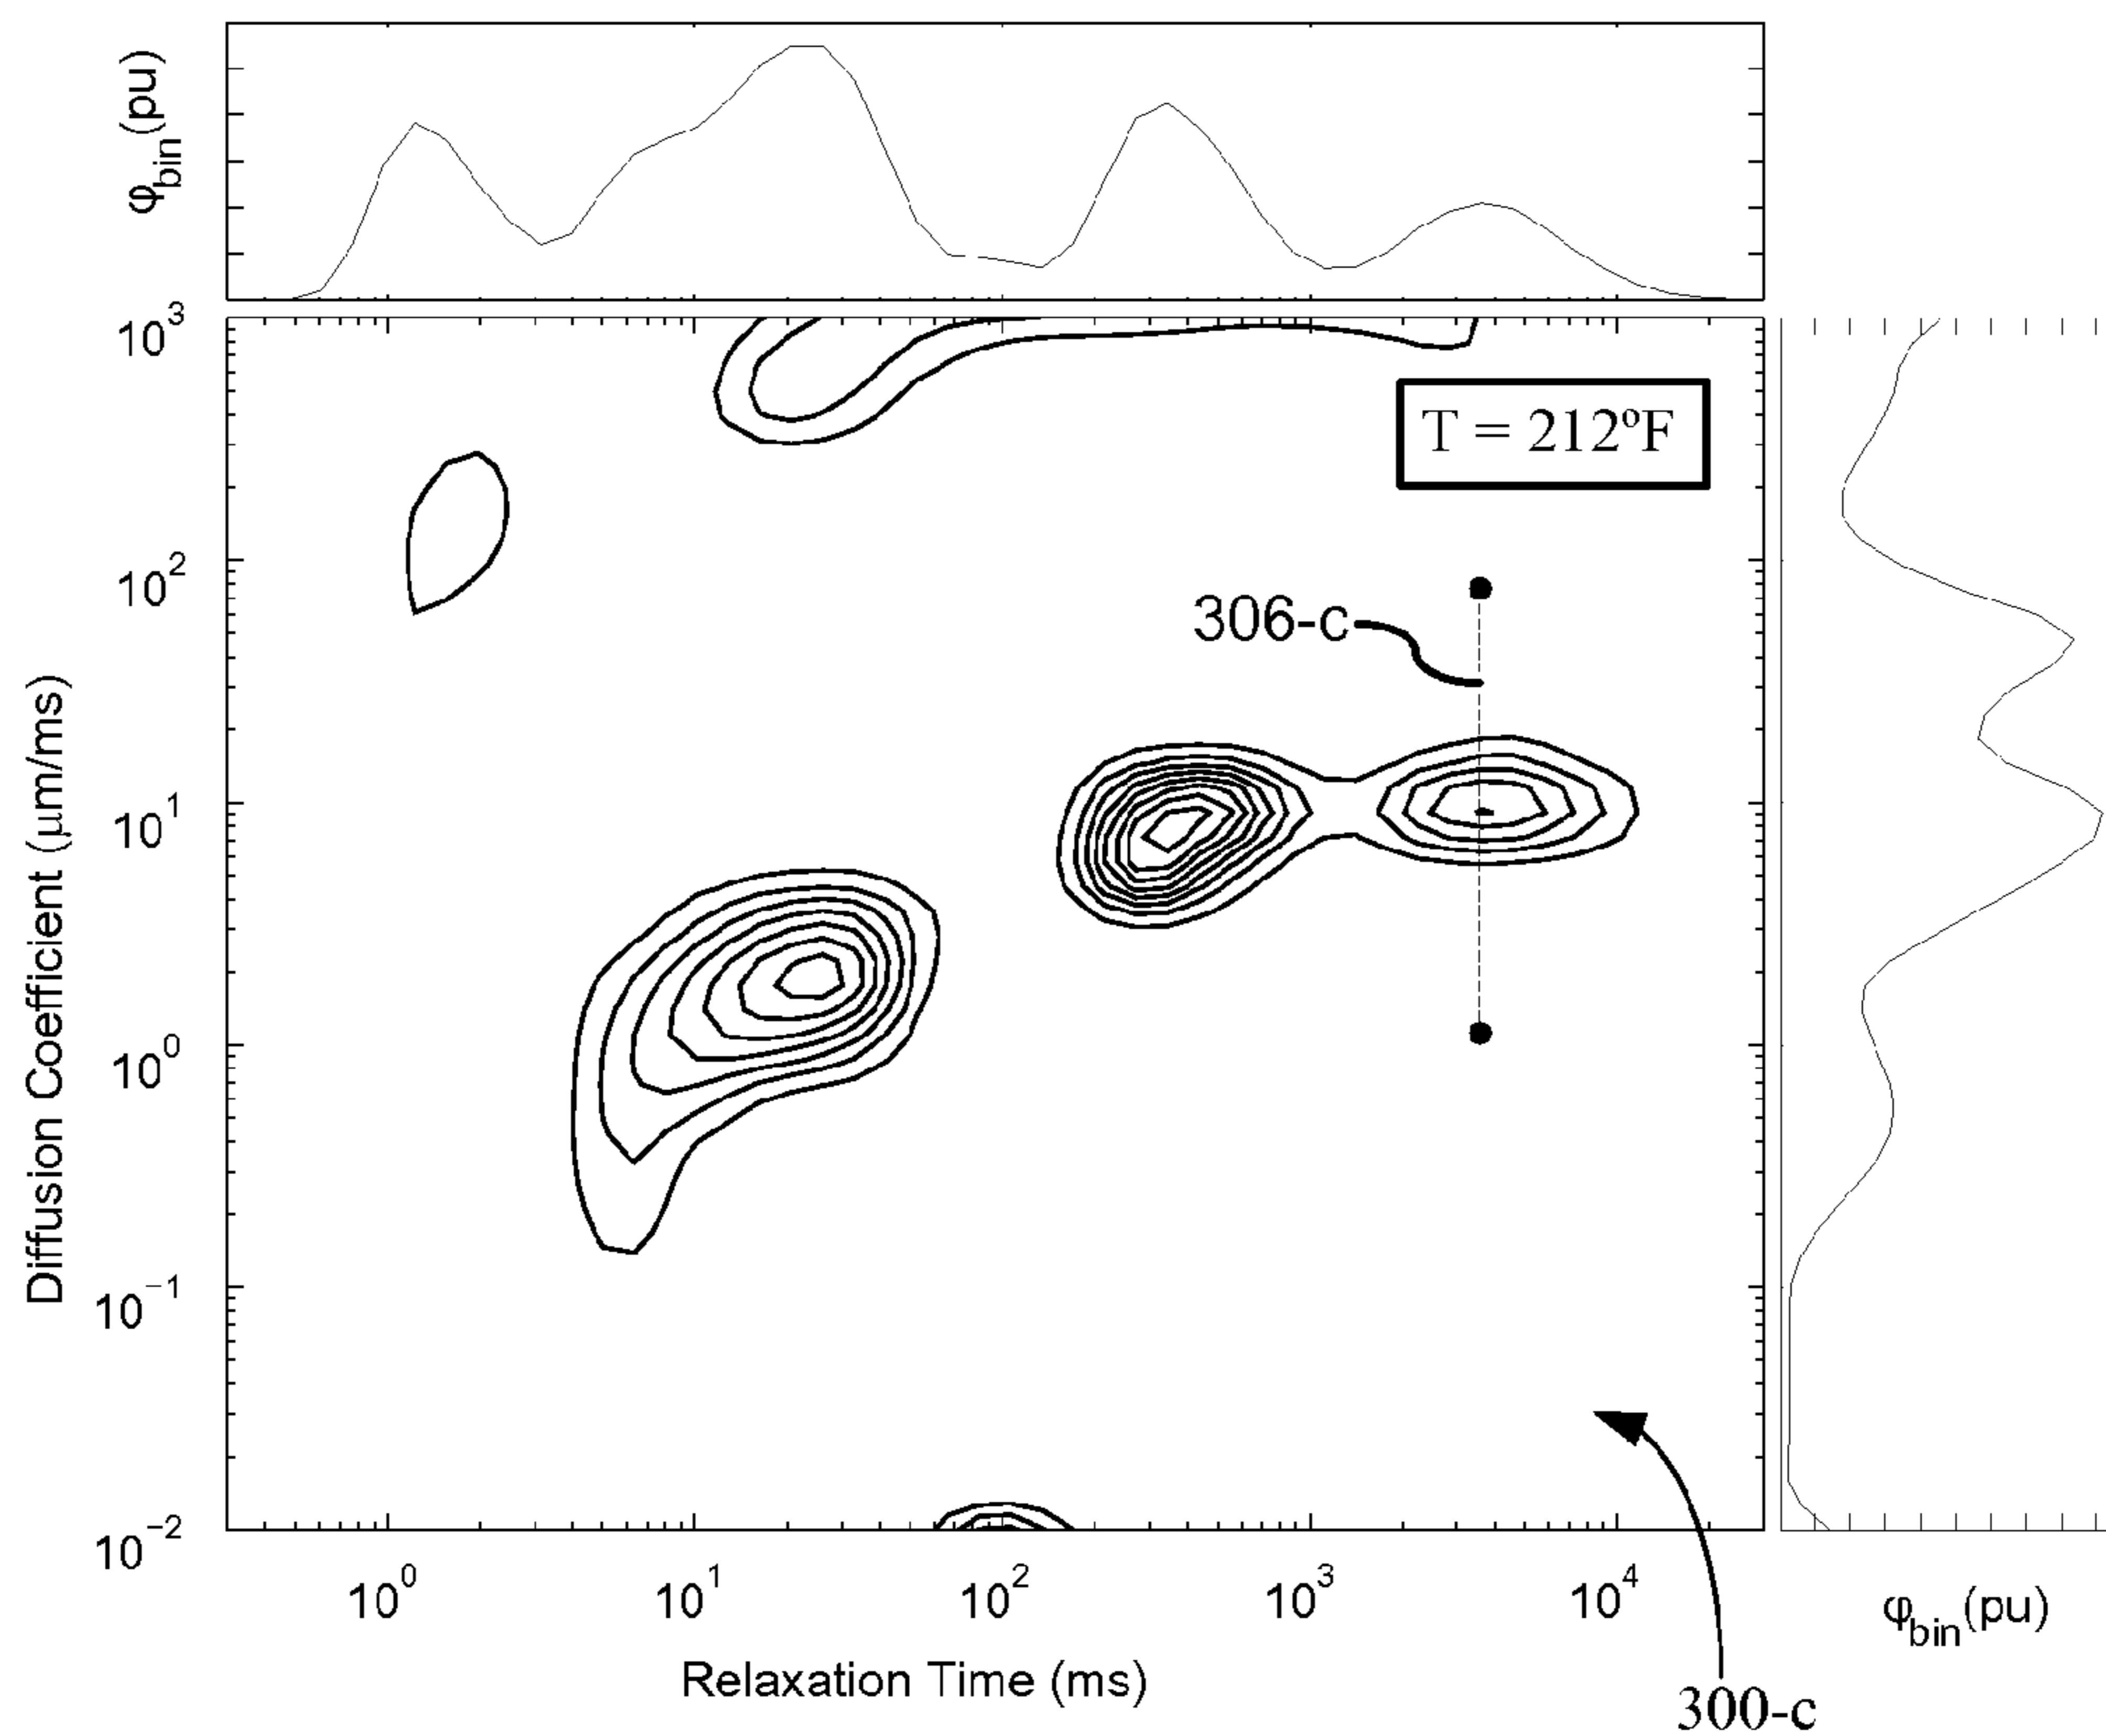 φbin(pu)
10³
10²
10¹
10⁰
10⁻¹
10⁻²
Diffusion Coefficient (μm/ms)
T = 212ºF
306-c
10⁰ 10¹ 10² 10³ 10⁴
Relaxation Time (ms)
φbin(pu)
300-c